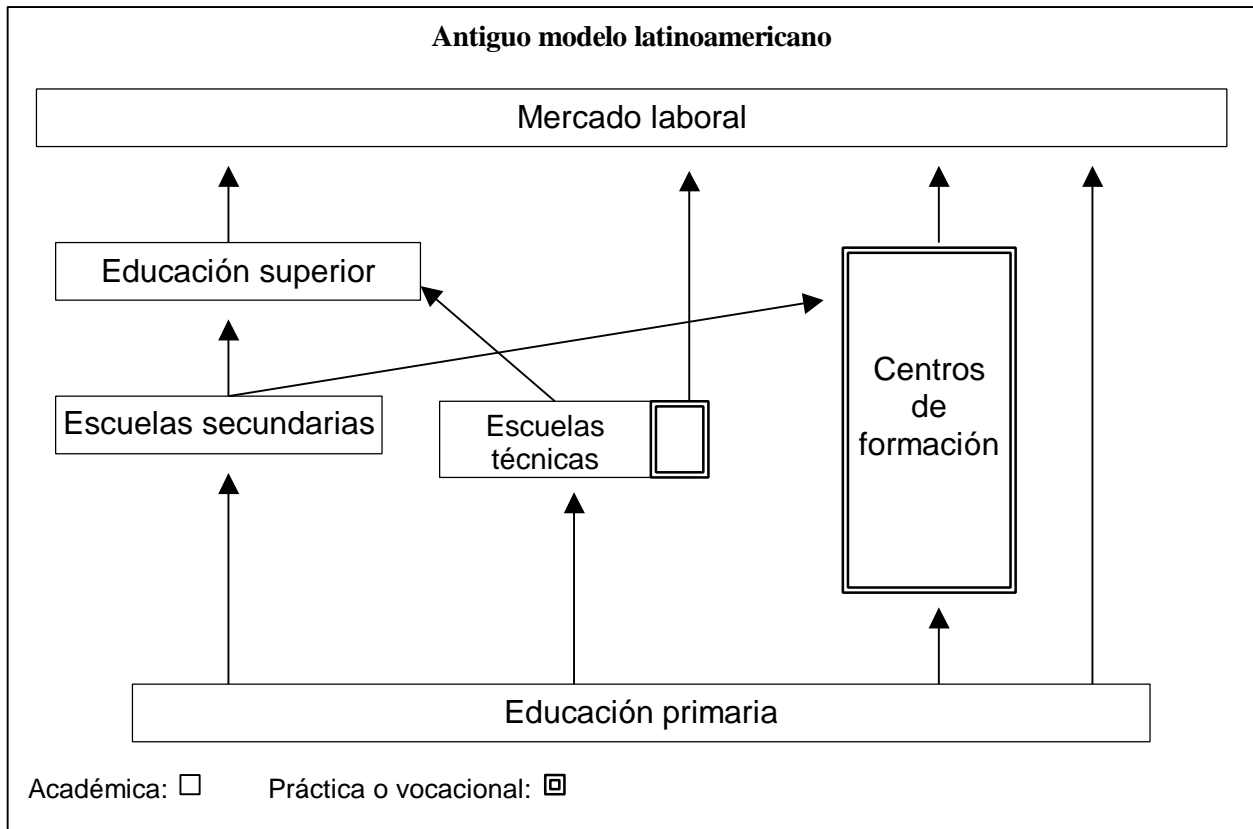 Antiguo modelo latinoamericano
Mercado laboral
Educación superior
Escuelas secundarias
Escuelas
técnicas
Centros
de
formación
Educación primaria
Académica:
Práctica o vocacional: